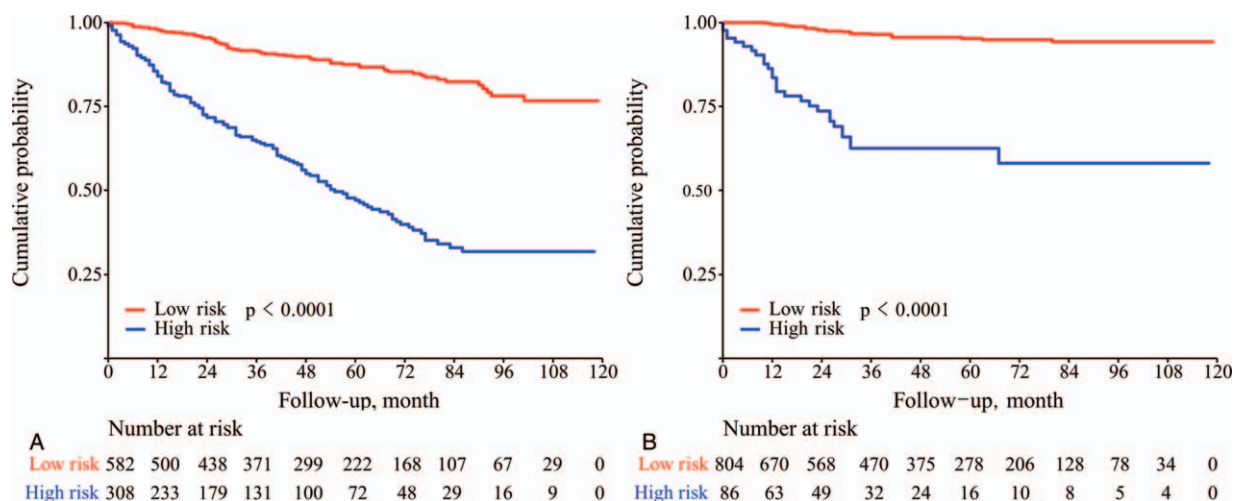 1.00
0.75
0.50
0.25
Cumulative probability
Low risk p < 0.0001
High risk
0 12 24 36 48 60 72 84 96 108 120
Follow-up, month
Number at risk
A
Low risk 582 500 438 371 299 222 168 107 67 29 0
High risk 308 233 179 131 100 72 48 29 16 9 0
1.00
0.75
0.50
0.25
Cumulative probability
Low risk p < 0.0001
High risk
0 12 24 36 48 60 72 84 96 108 120
Follow-up, month
Number at risk
B
Low risk 804 670 568 470 375 278 206 128 78 34 0
High risk 86 63 49 32 24 16 10 8 5 4 0